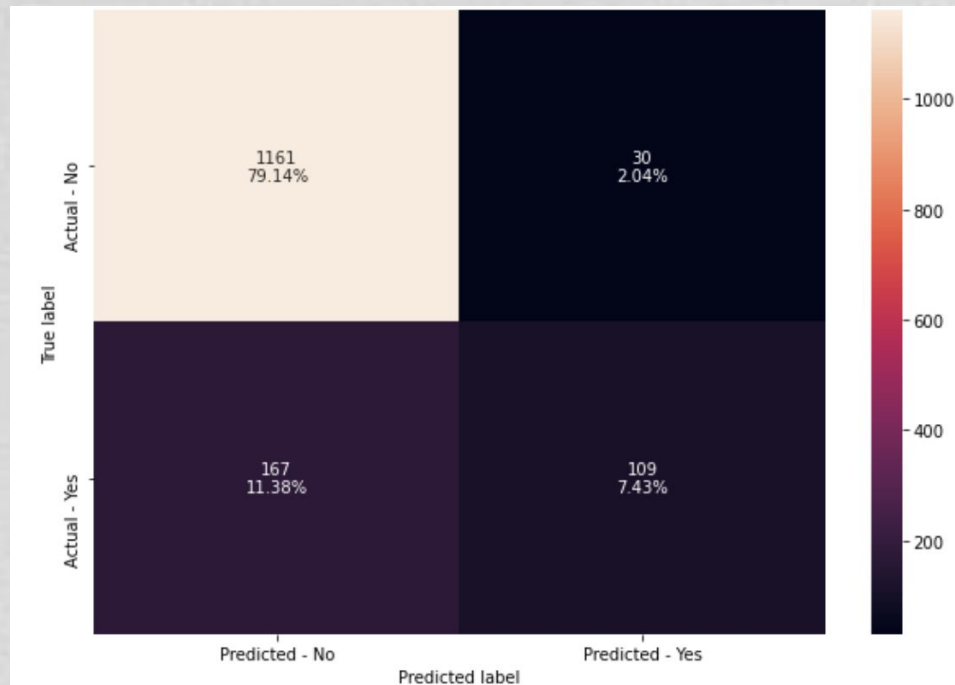 1161
79.14%
30
2.04%
167
11.38%
109
7.43%
Actual - No
Actual - Yes
True label
Predicted - No
Predicted - Yes
Predicted label
1000
800
600
400
200